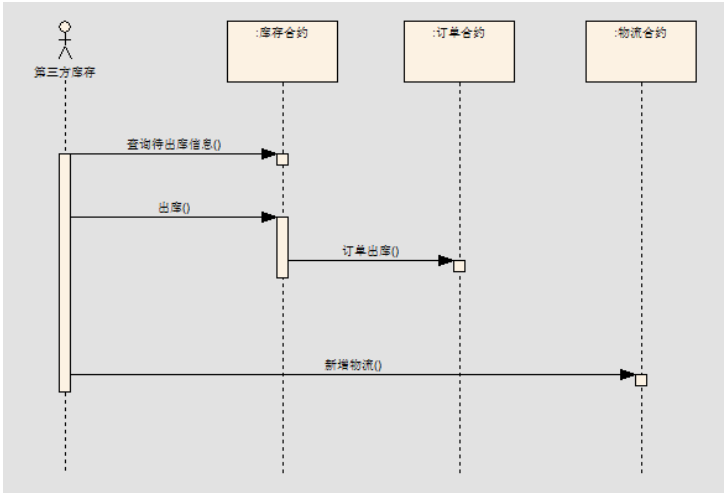 第三方库存
:库存合约
:订单合约
:物流合约
查询待出库信息()
出库()
订单出库()
新增物流()